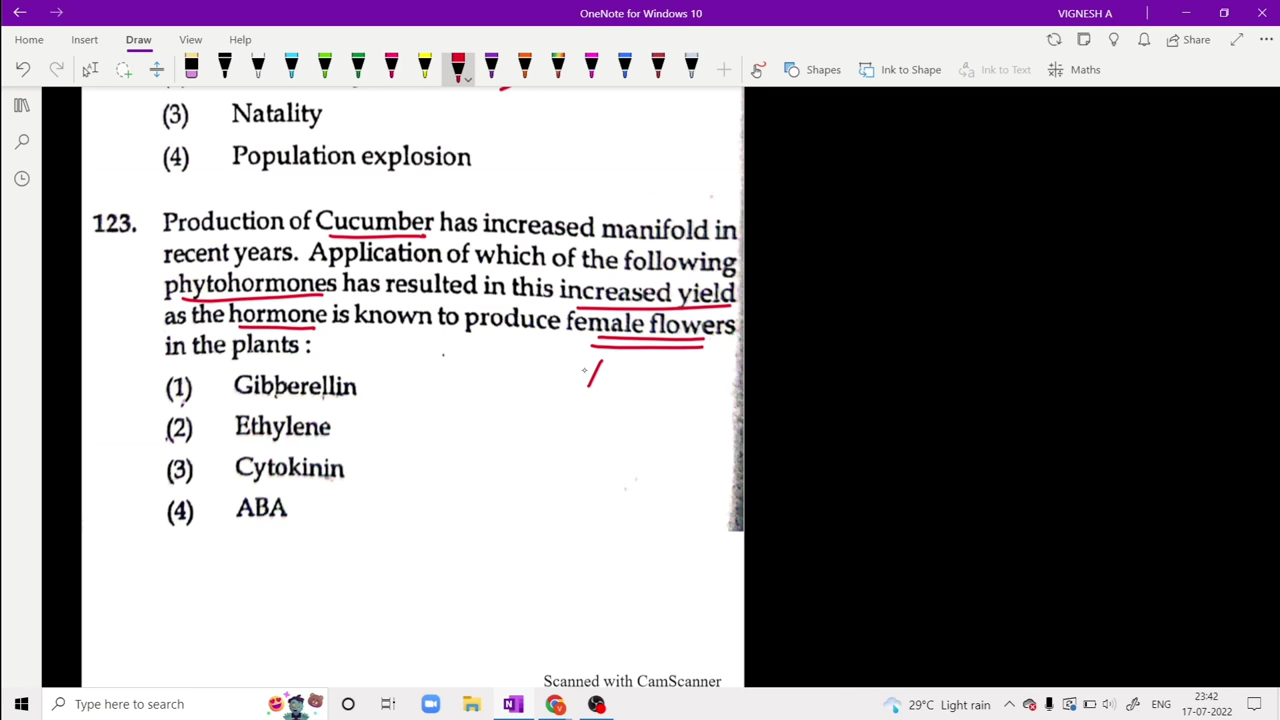 OneNote for Windows 10
VIGNESH A
Home
Insert
Draw
View
Help
Share
Shapes
Ink to Shape
Ink to Text
Maths
(3) Natality
(4) Population explosion
123. Production of Cucumber has increased manifold in
recent years. Application of which of the following
phytohormones has resulted in this increased yield
as the hormone is known to produce female flowers
in the plants :
(1) Gibberellin
(2) Ethylene
(3) Cytokinin
(4) ABA
Scanned with CamScanner
Type here to search
29°C Light rain
ENG
23:42
17-07-2022